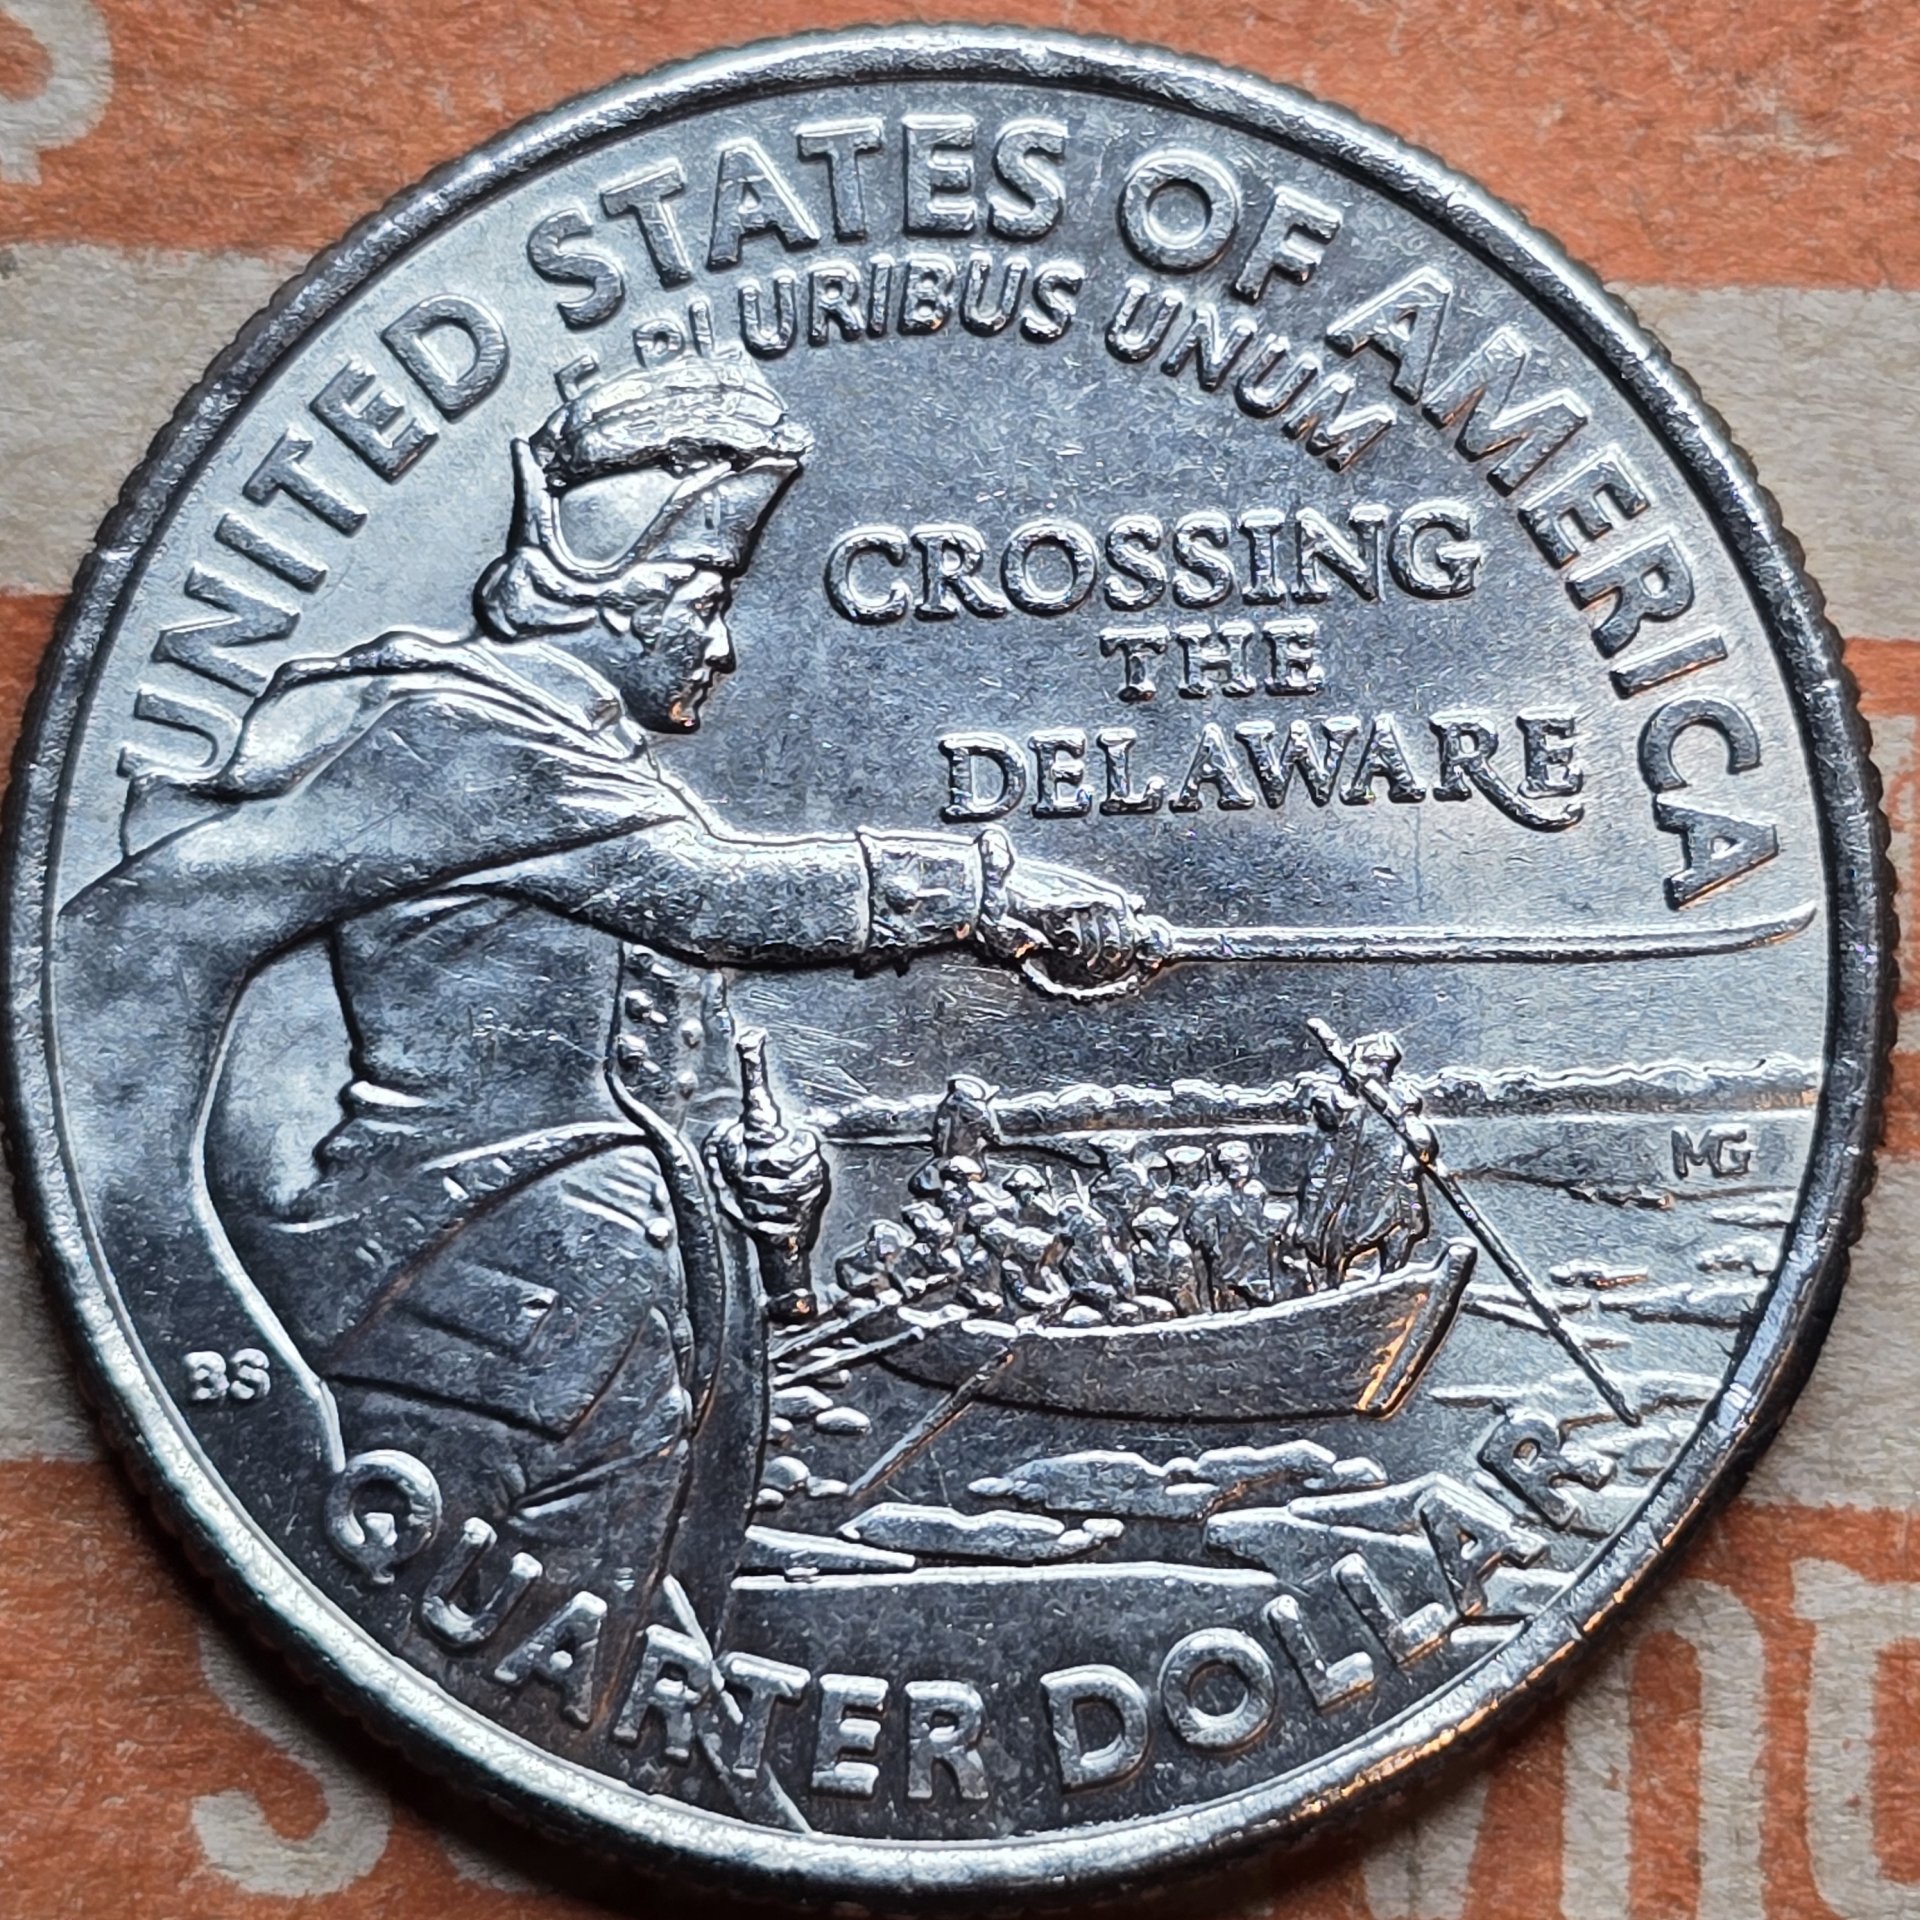 UNITED STATES OF AMERICA
E PLURIBUS UNUM
CROSSING
THE
DELAWARE
MG
BS
QUARTER DOLLAR